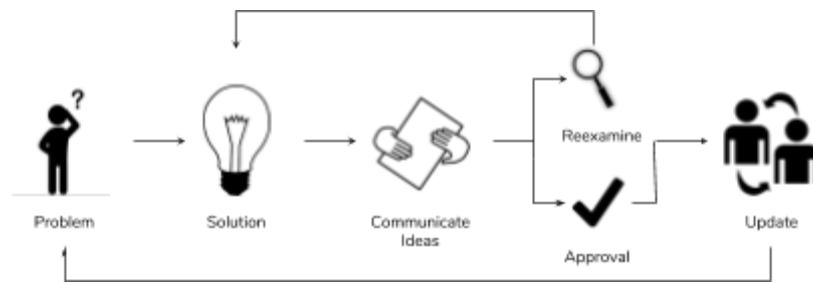 ?
Reexamine
Problem
Solution
Communicate
Ideas
Approval
Update